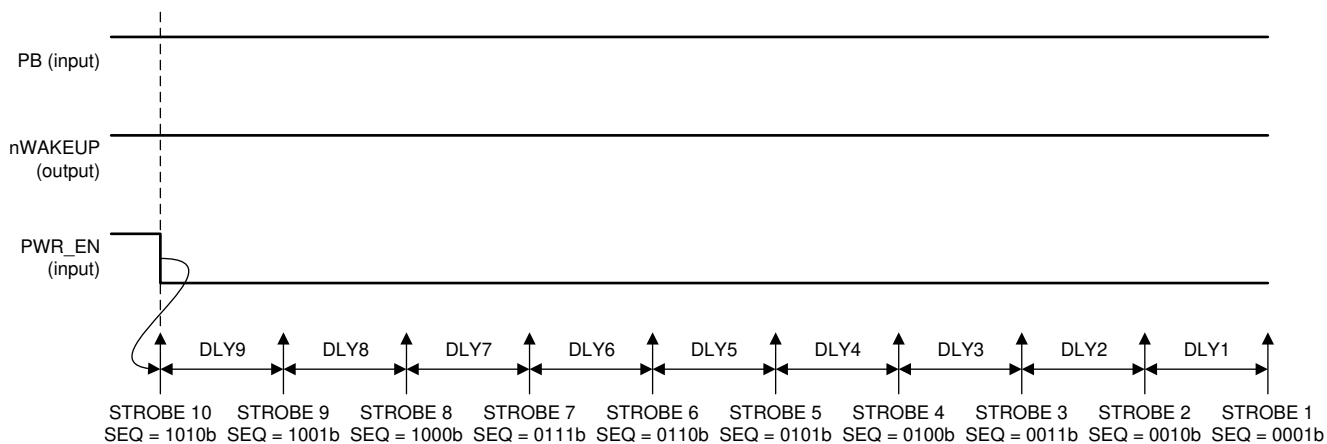 PB (input)
nWAKEUP
(output)
PWR_EN
(input)
DLY9 DLY8 DLY7 DLY6 DLY5 DLY4 DLY3 DLY2 DLY1
STROBE 10 STROBE 9 STROBE 8 STROBE 7 STROBE 6 STROBE 5 STROBE 4 STROBE 3 STROBE 2 STROBE 1
SEQ = 1010b SEQ = 1001b SEQ = 1000b SEQ = 0111b SEQ = 0110b SEQ = 0101b SEQ = 0100b SEQ = 0011b SEQ = 0010b SEQ = 0001b